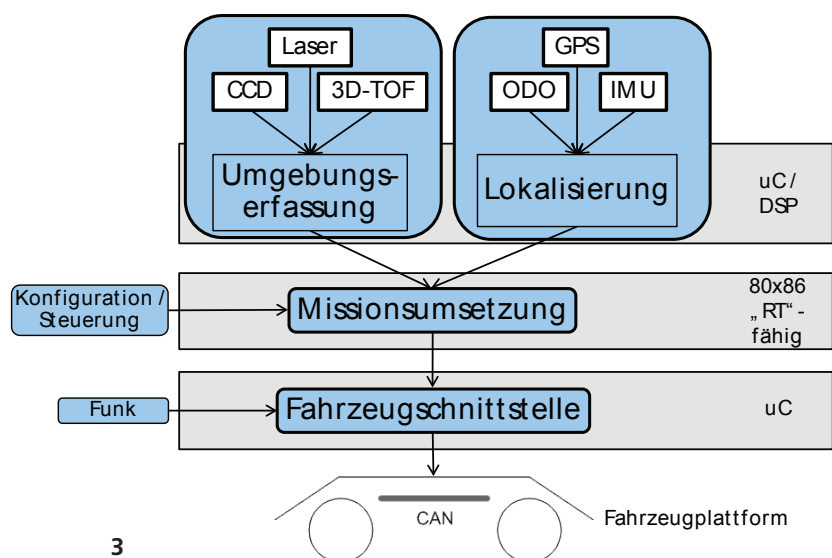 Laser
GPS
CCD
3D-TOF
ODO
IMU
Umgebungs-
erfassung
Lokalisierung
uC /
DSP
Konfiguration /
Steuerung
Missionsumsetzung
80x86
„RT“ -
fähig
Funk
Fahrzeugschnittstelle
uC
CAN
Fahrzeugplattform
3